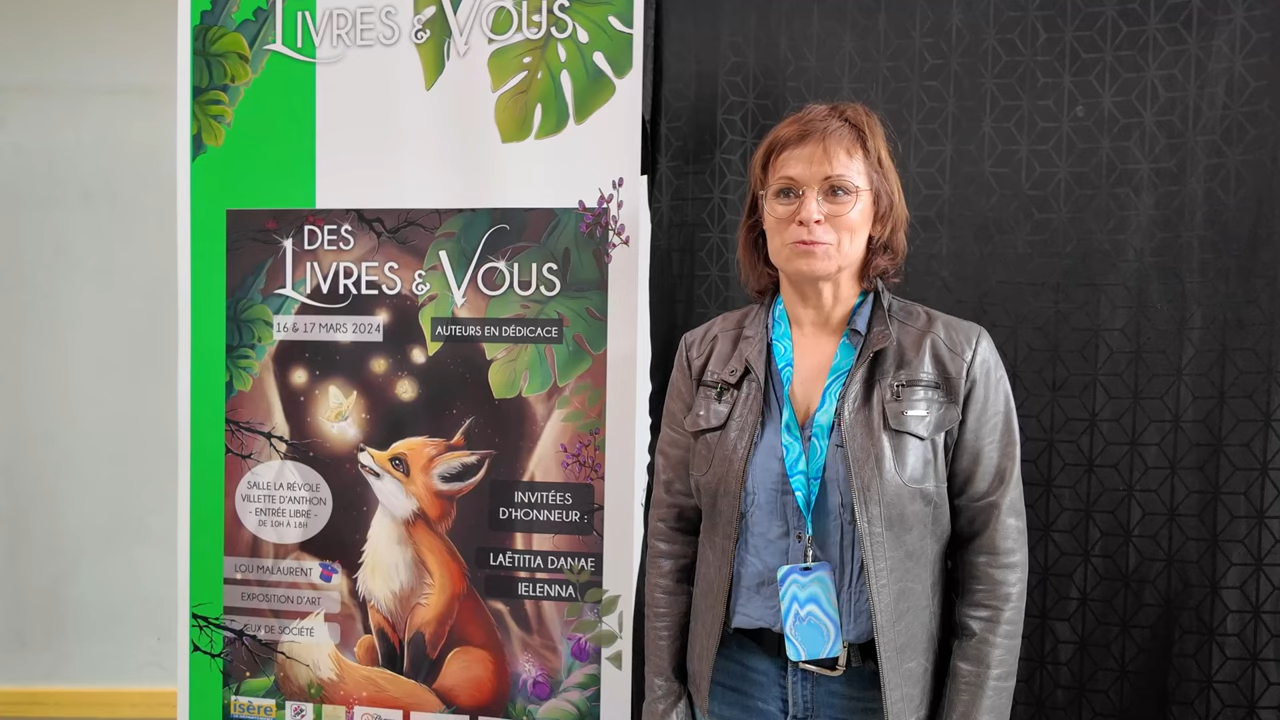 LIVRES & VOUS
DES
LIVRES & VOUS
16 & 17 MARS 2024
AUTEURS EN DÉDICACE
SALLE LA RÉVOLE
VILLETTE D'ANTHON
- ENTRÉE LIBRE -
DE 10H À 18H
INVITÉES
D'HONNEUR :
LAËTITIA DANAE
IELENNA
LOU MALAURENT
EXPOSITION D'ART
JEUX DE SOCIÉTÉ
isère